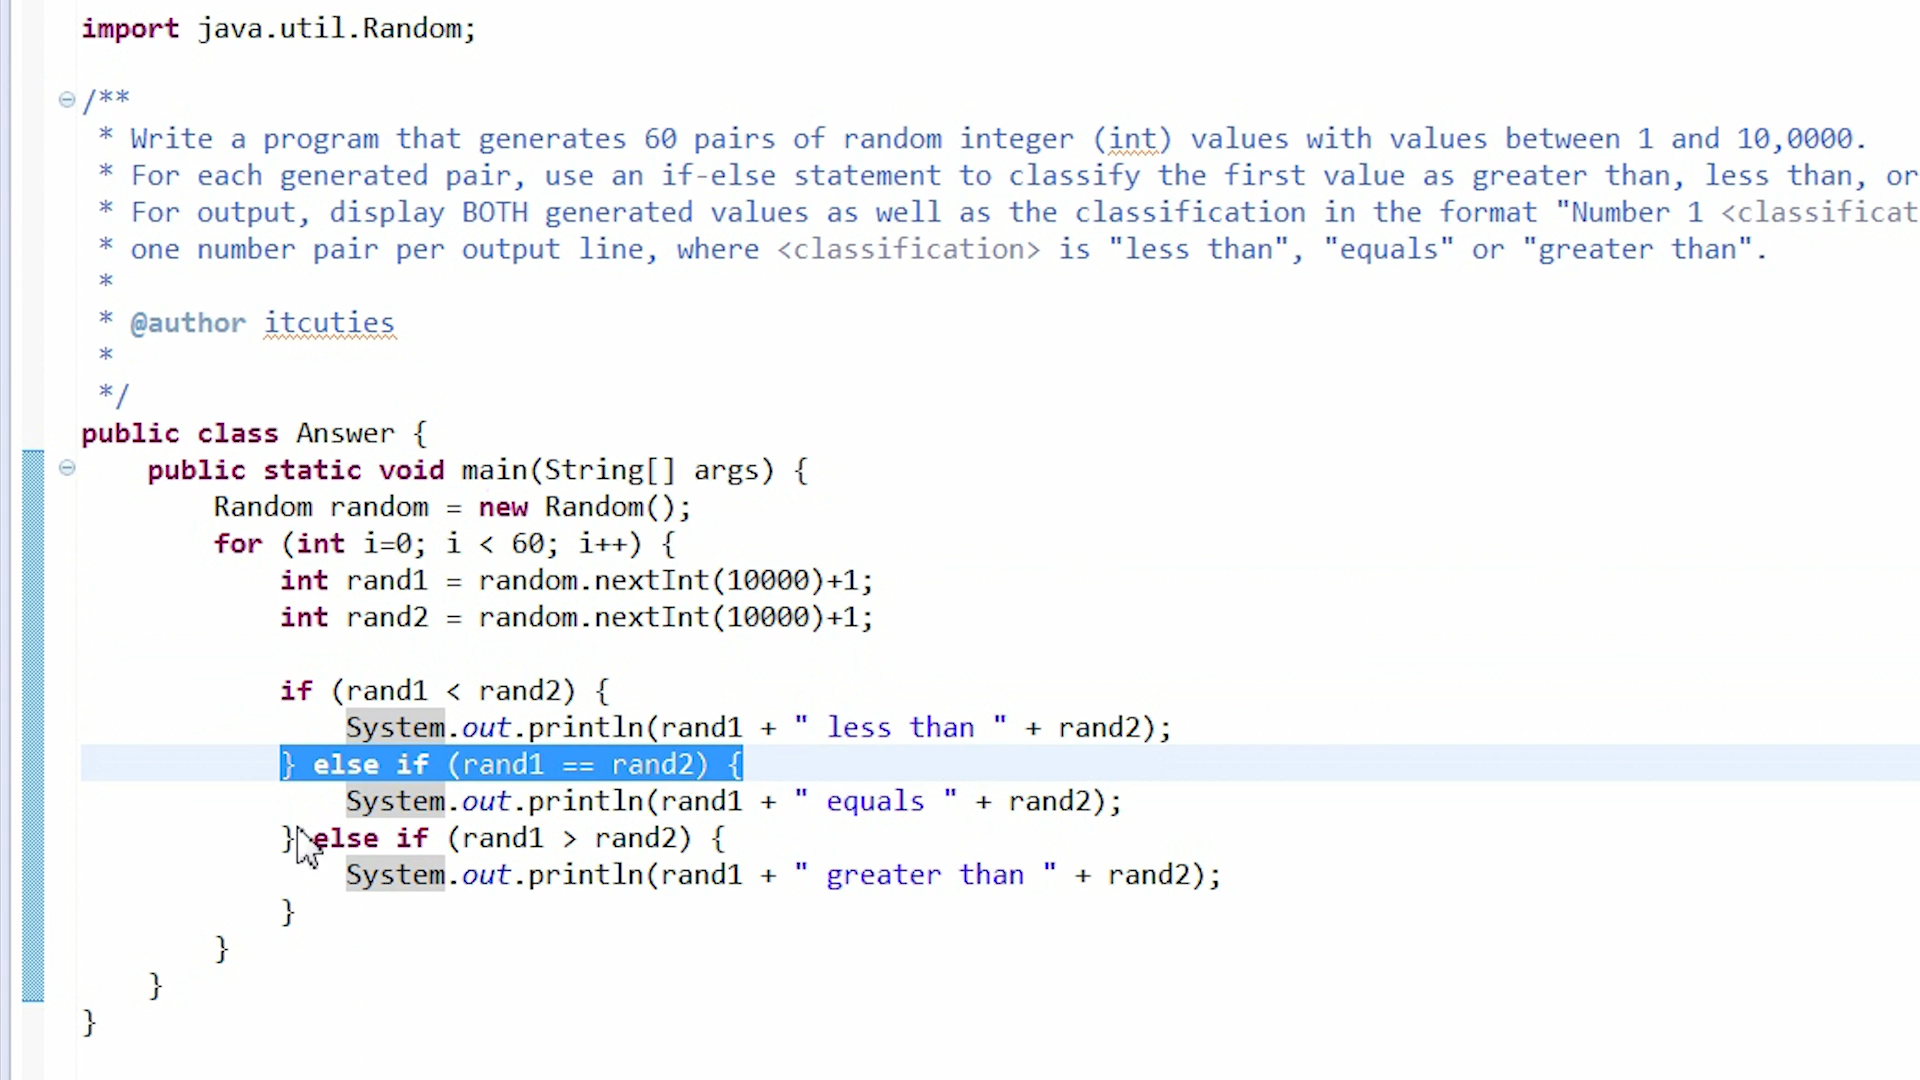 import java.util.Random;
/**
* Write a program that generates 60 pairs of random integer (int) values with values between 1 and 10,0000.
* For each generated pair, use an if-else statement to classify the first value as greater than, less than, or
* For output, display BOTH generated values as well as the classification in the format "Number 1 <classificat
* one number pair per output line, where <classification> is "less than", "equals" or "greater than".
*
* @author itcuties
*
*/
public class Answer {
public static void main(String[] args) {
Random random = new Random();
for (int i=0; i < 60; i++) {
int rand1 = random.nextInt(10000)+1;
int rand2 = random.nextInt(10000)+1;
if (rand1 < rand2) {
System.out.println(rand1 + " less than " + rand2);
} else if (rand1 == rand2) {
System.out.println(rand1 + " equals " + rand2);
} else if (rand1 > rand2) {
System.out.println(rand1 + " greater than " + rand2);
}
}
}
}